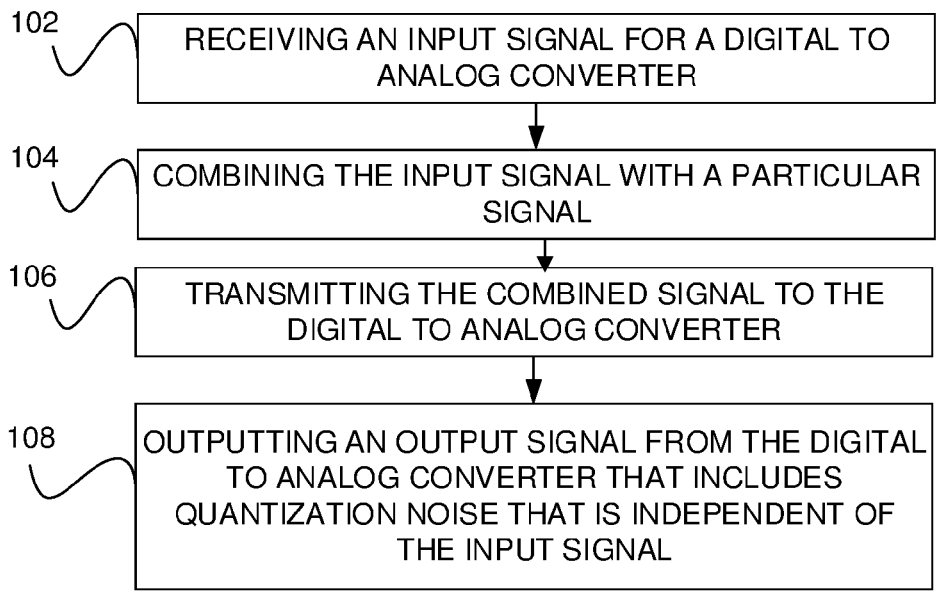 102
RECEIVING AN INPUT SIGNAL FOR A DIGITAL TO
ANALOG CONVERTER
104
COMBINING THE INPUT SIGNAL WITH A PARTICULAR
SIGNAL
106
TRANSMITTING THE COMBINED SIGNAL TO THE
DIGITAL TO ANALOG CONVERTER
108
OUTPUTTING AN OUTPUT SIGNAL FROM THE DIGITAL
TO ANALOG CONVERTER THAT INCLUDES
QUANTIZATION NOISE THAT IS INDEPENDENT OF
THE INPUT SIGNAL